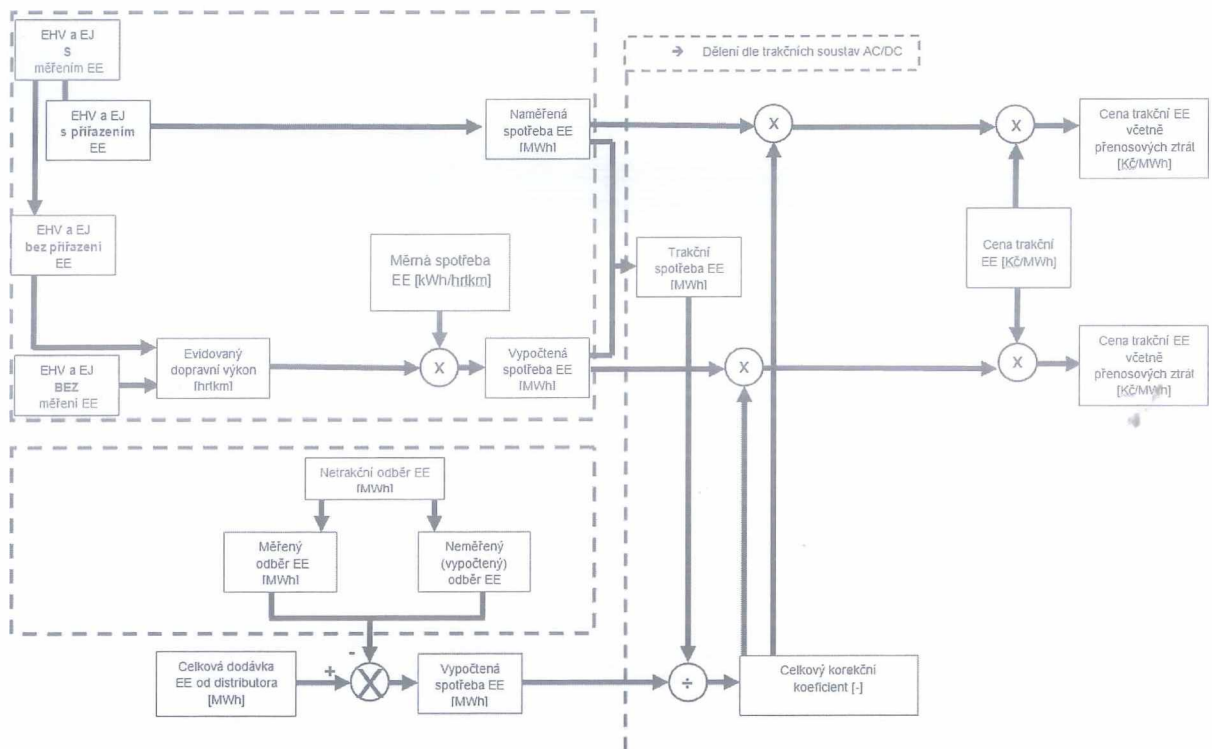 EHV a EJ
S
měřením EE
→ Dělení dle trakčních soustav AC/DC
EHV a EJ
s přiřazením
EE
Naměřená
spotřeba EE
[MWh]
X
X
Cena trakční EE
včetně
přenosových ztrát
[Kč/MWh]
EHV a EJ
bez přiřazení
EE
Měrná spotřeba
EE [kWh/hrtkm]
Trakční
spotřeba EE
[MWh]
Cena trakční
EE [Kč/MWh]
EHV a EJ
BEZ
měření EE
Evidovaný
dopravní výkon
[hrtkm]
X
Vypočtená
spotřeba EE
[MWh]
X
X
Cena trakční EE
včetně
přenosových ztrát
[Kč/MWh]
Netrakční odběr EE
[MWh]
Měřený
odběr EE
[MWh]
Neměřený
(vypočtený)
odběr EE
-
Celková dodávka
EE od distributora
[MWh]
+
X
Vypočtená
spotřeba EE
[MWh]
÷
Celkový korekční
koeficient [-]